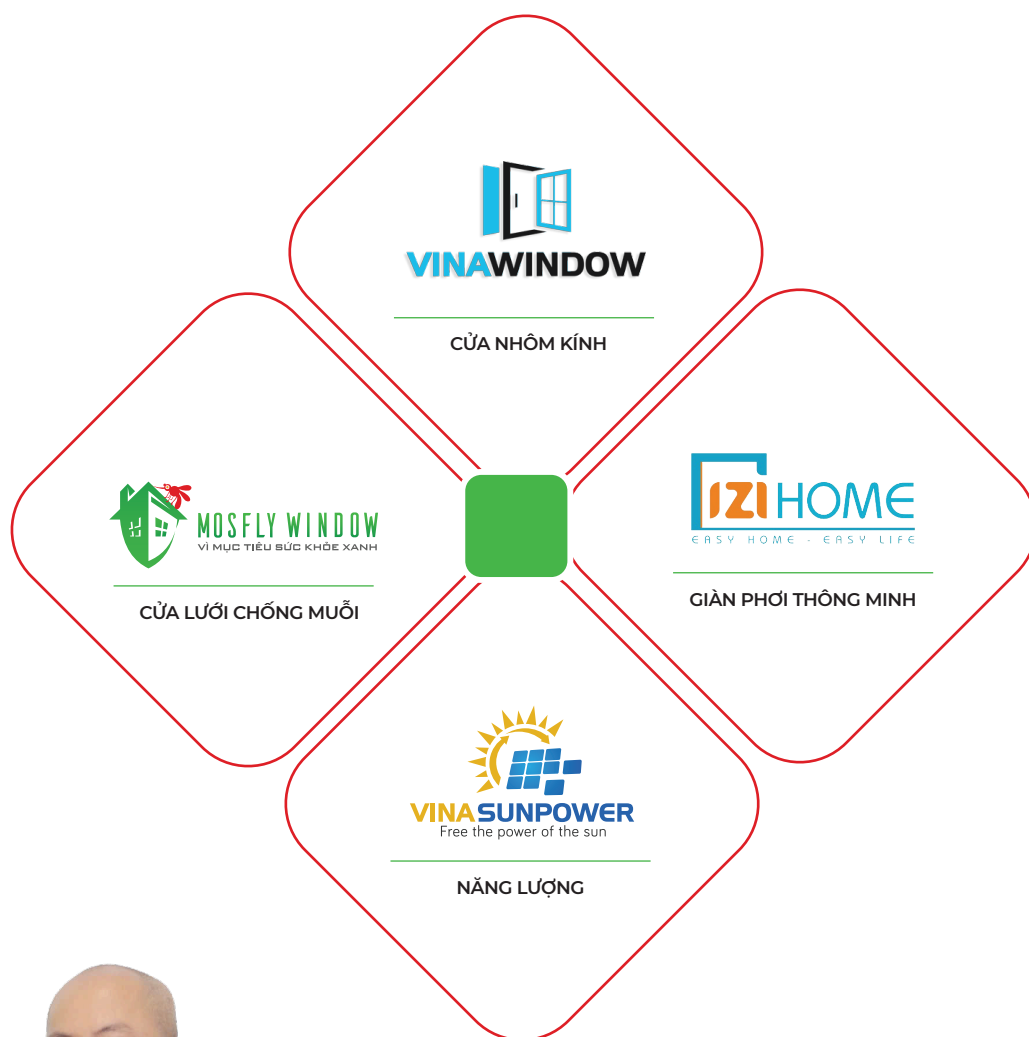 VINAWINDOW
CỬA NHÔM KÍNH
MOSFLY WINDOW
VÌ MỤC TIÊU SỨC KHỎE XANH
CỬA LƯỚI CHỐNG MUỖI
IZI HOME
EASY HOME - EASY LIFE
GIÀN PHƠI THÔNG MINH
VINASUNPOWER
Free the power of the sun
NĂNG LƯỢNG